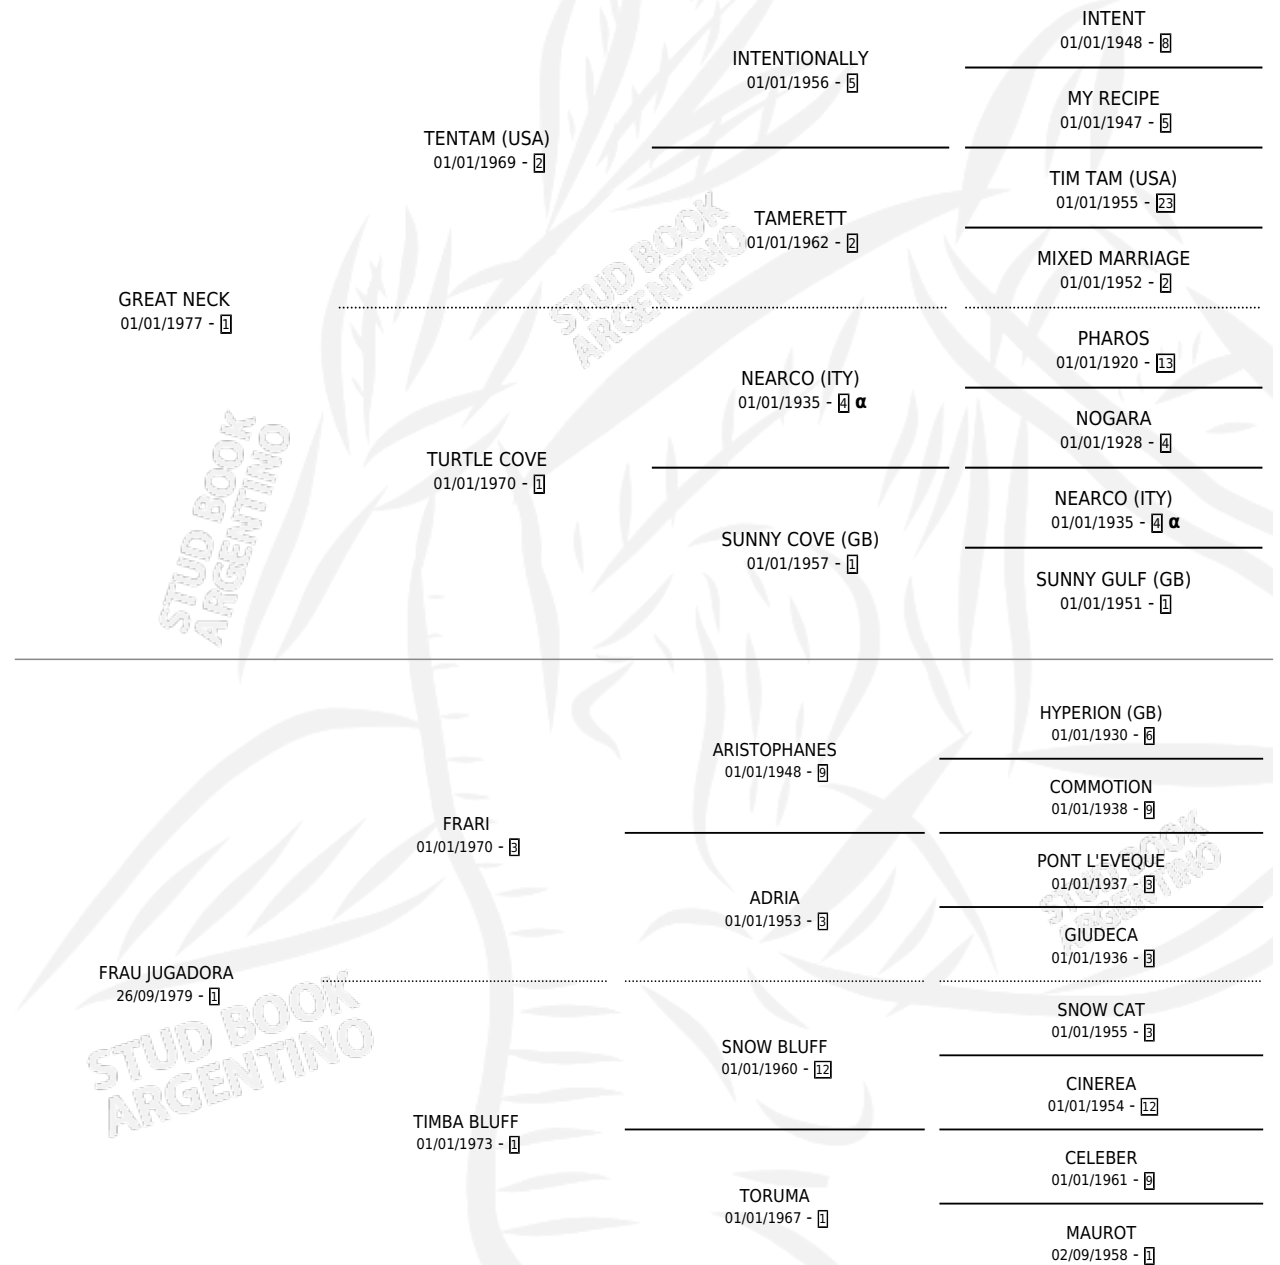 INTENT
01/01/1948 - 8
INTENTIONALLY
01/01/1956 - 5
MY RECIPE
01/01/1947 - 5
TENTAM (USA)
01/01/1969 - 2
TIM TAM (USA)
01/01/1955 - 23
TAMERETT
01/01/1962 - 2
MIXED MARRIAGE
01/01/1952 - 2
GREAT NECK
01/01/1977 - 1
PHAROS
01/01/1920 - 13
NEARCO (ITY)
01/01/1935 - 4 α
NOGARA
01/01/1928 - 4
TURTLE COVE
01/01/1970 - 1
NEARCO (ITY)
01/01/1935 - 4 α
SUNNY COVE (GB)
01/01/1957 - 1
SUNNY GULF (GB)
01/01/1951 - 1
HYPERION (GB)
01/01/1930 - 6
ARISTOPHANES
01/01/1948 - 9
COMMOTION
01/01/1938 - 9
FRARI
01/01/1970 - 3
PONT L'EVEQUE
01/01/1937 - 3
ADRIA
01/01/1953 - 3
GIUDECA
01/01/1936 - 3
FRAU JUGADORA
26/09/1979 - 1
SNOW CAT
01/01/1955 - 3
SNOW BLUFF
01/01/1960 - 12
CINEREA
01/01/1954 - 12
TIMBA BLUFF
01/01/1973 - 1
CELEBER
01/01/1961 - 9
TORUMA
01/01/1967 - 1
MAUROT
02/09/1958 - 1
STUD BOOK
ARGENTINO
STUD BOOK
ARGENTINO
STUD BOOK
ARGENTINO
STUD BOOK
ARGENTINO